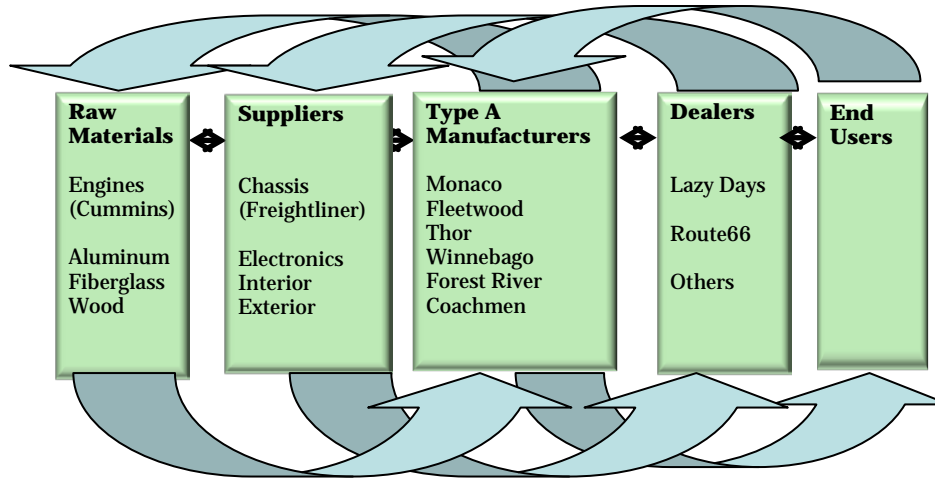 Raw
Materials
Engines
(Cummins)
Aluminum
Fiberglass
Wood
Suppliers
Chassis
(Freightliner)
Electronics
Interior
Exterior
Type A
Manufacturers
Monaco
Fleetwood
Thor
Winnebago
Forest River
Coachmen
Dealers
Lazy Days
Route66
Others
End
Users